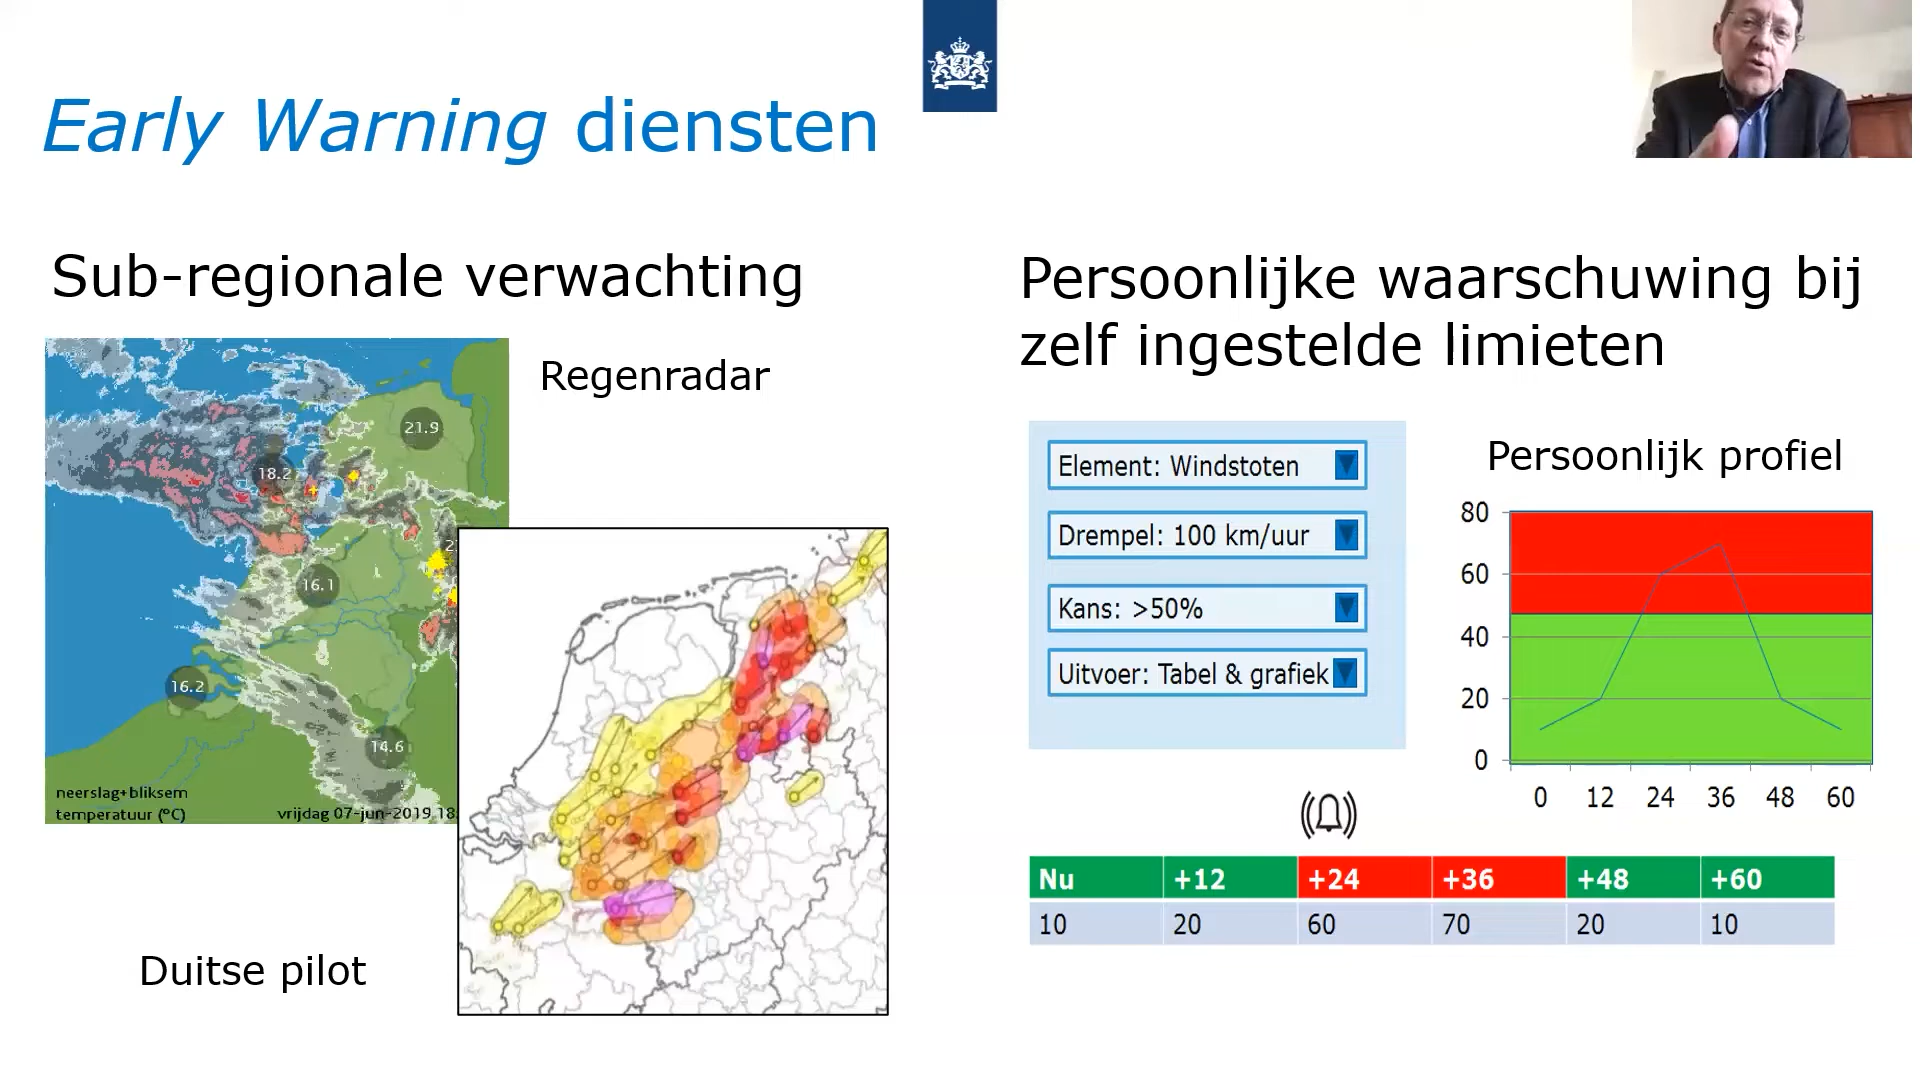 Early Warning diensten
Sub-regionale verwachting
Regenradar
21.9
18.2
2
16.1
16.2
14.6
neerslag+bliksem
temperatuur (°C)
vrijdag 07-jun-2019 18:
Duitse pilot
Persoonlijke waarschuwing bij
zelf ingestelde limieten
Element: Windstoten
Drempel: 100 km/uur
Kans: >50%
Uitvoer: Tabel & grafiek
Persoonlijk profiel
80
60
40
20
0
0 12 24 36 48 60
Nu +12 +24 +36 +48 +60
10 20 60 70 20 10